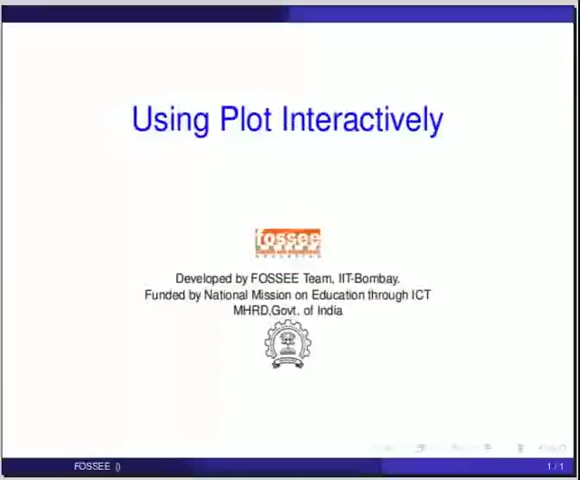 Using Plot Interactively
fossee
Developed by FOSSEE Team, IIT-Bombay.
Funded by National Mission on Education through ICT
MHRD,Govt. of India
FOSSEE ()
1 / 1